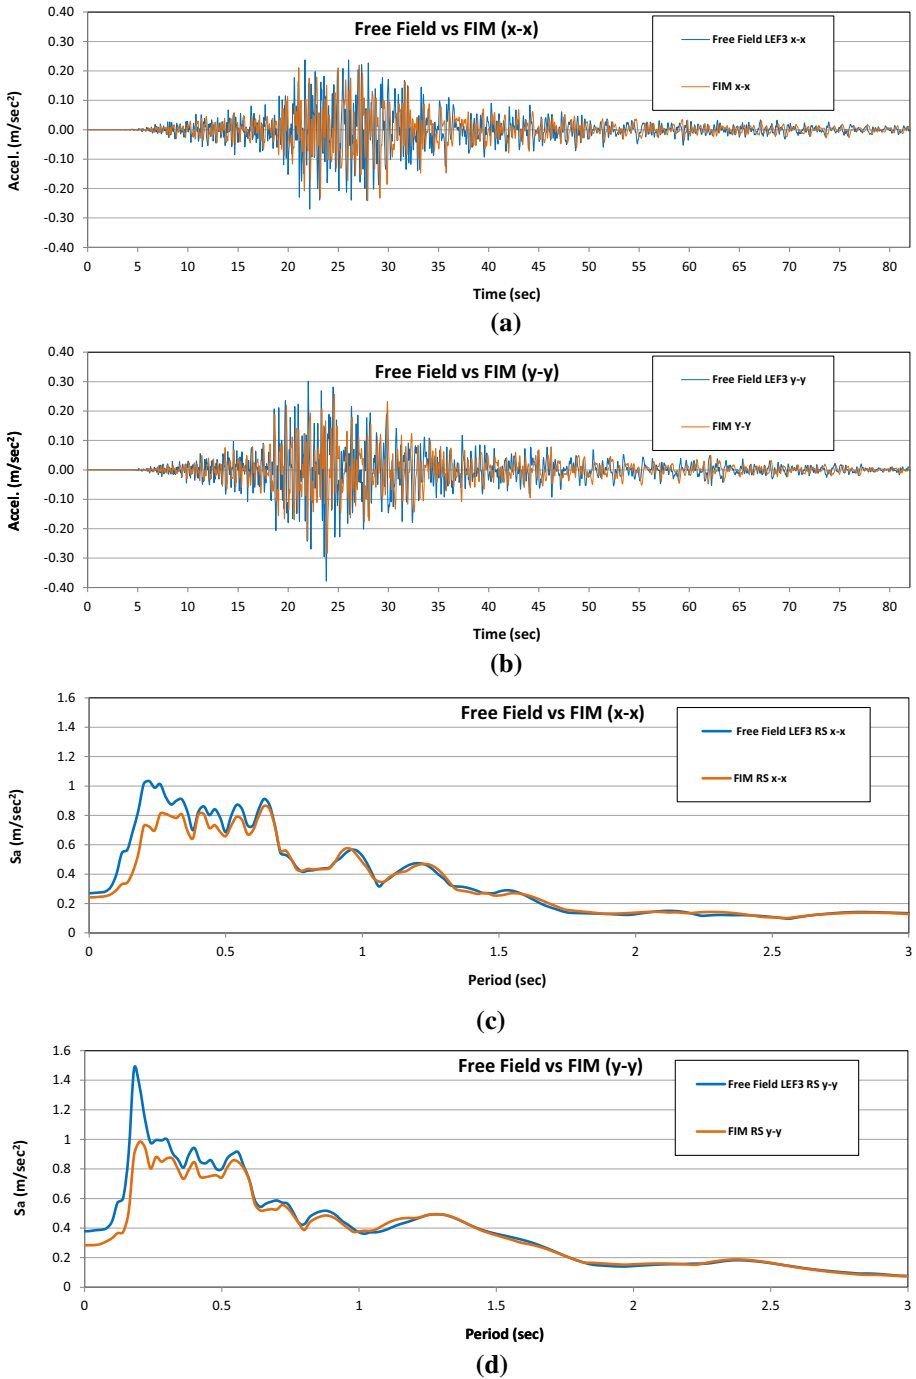 Free Field vs FIM (x-x)
Free Field LEF3 x-x
FIM x-x
0.40
0.30
0.20
0.10
0.00
-0.10
-0.20
-0.30
-0.40
Accel. (m/sec²)
0 5 10 15 20 25 30 35 40 45 50 55 60 65 70 75 80
Time (sec)
(a)
Free Field vs FIM (y-y)
Free Field LEF3 y-y
FIM Y-Y
0.40
0.30
0.20
0.10
0.00
-0.10
-0.20
-0.30
-0.40
Accel. (m/sec²)
0 5 10 15 20 25 30 35 40 45 50 55 60 65 70 75 80
Time (sec)
(b)
Free Field vs FIM (x-x)
Free Field LEF3 RS x-x
FIM RS x-x
1.6
1.4
1.2
1
0.8
0.6
0.4
0.2
0
Sa (m/sec²)
0 0.5 1 1.5 2 2.5 3
Period (sec)
(c)
Free Field vs FIM (y-y)
Free Field LEF3 RS y-y
FIM RS y-y
1.6
1.4
1.2
1
0.8
0.6
0.4
0.2
0
Sa (m/sec²)
0 0.5 1 1.5 2 2.5 3
Period (sec)
(d)